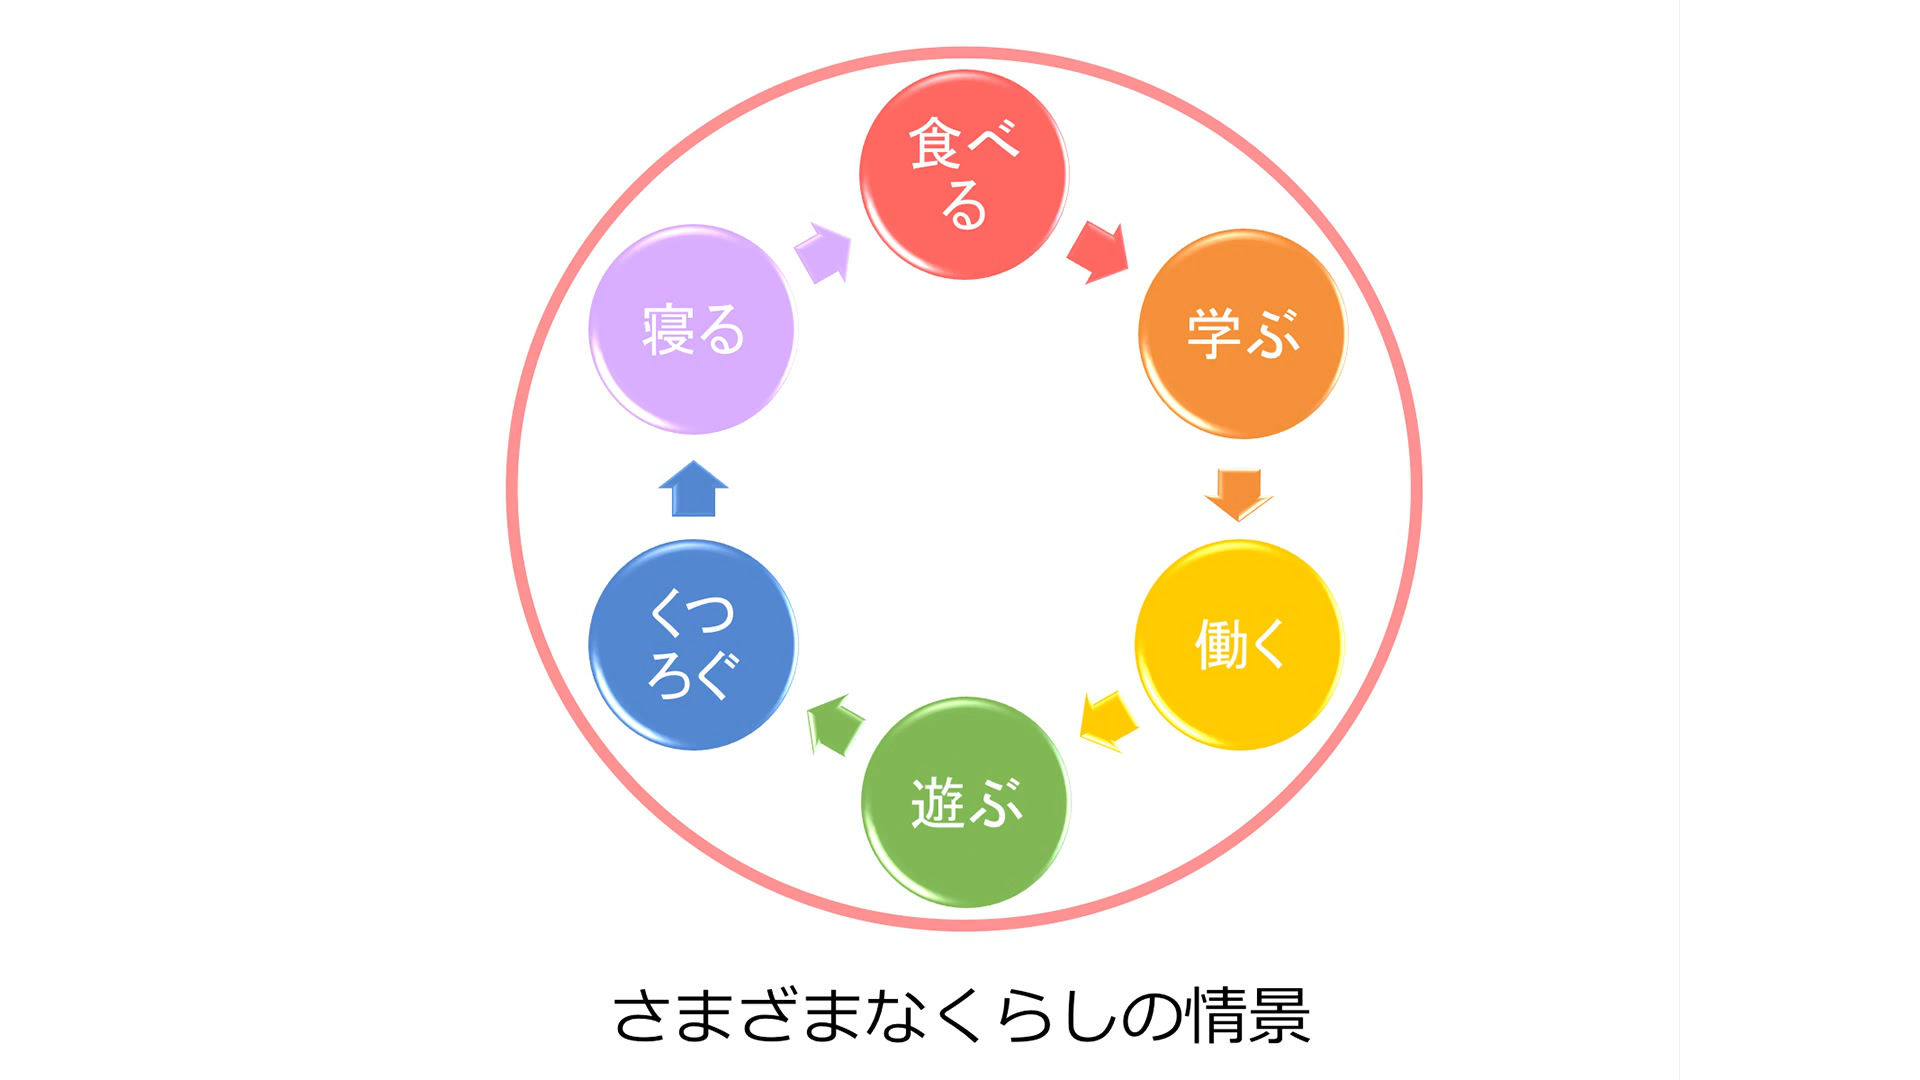 食べ
る
学ぶ
働く
遊ぶ
くつ
ろぐ
寝る
さまざまなくらしの情景